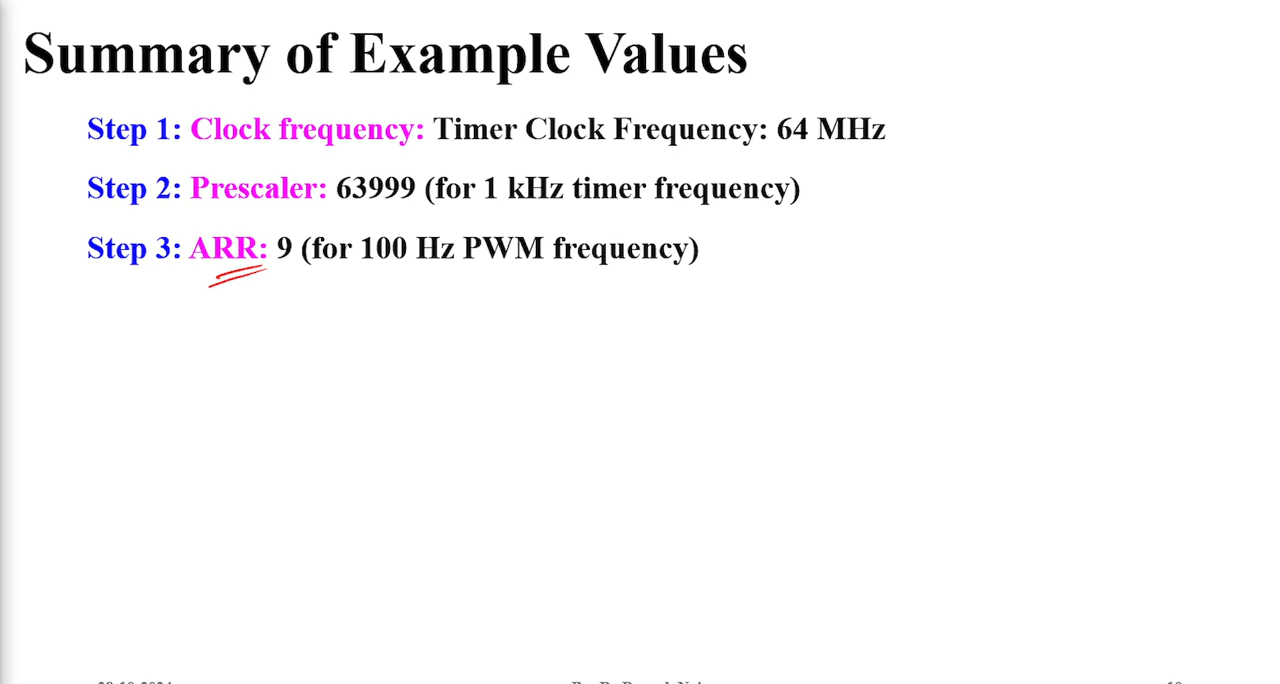 Summary of Example Values
Step 1: Clock frequency: Timer Clock Frequency: 64 MHz
Step 2: Prescaler: 63999 (for 1 kHz timer frequency)
Step 3: ARR: 9 (for 100 Hz PWM frequency)